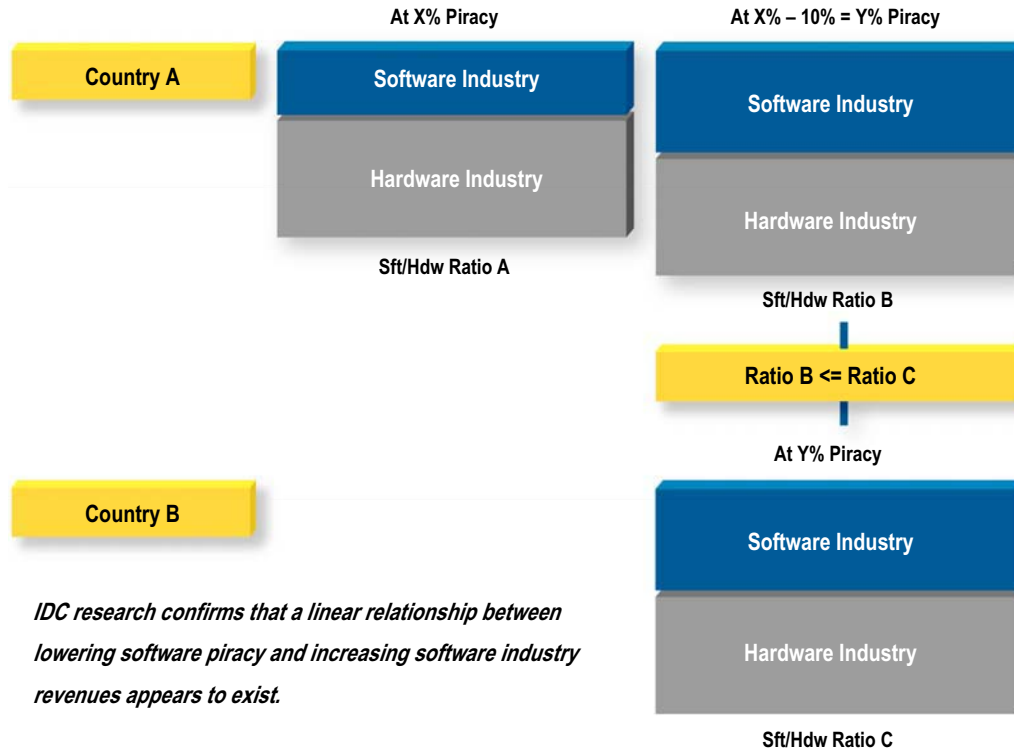 At X% Piracy
At X% – 10% = Y% Piracy
Country A
Software Industry
Software Industry
Hardware Industry
Hardware Industry
Sft/Hdw Ratio A
Sft/Hdw Ratio B
Ratio B <= Ratio C
At Y% Piracy
Country B
Software Industry
IDC research confirms that a linear relationship between
lowering software piracy and increasing software industry
revenues appears to exist.
Hardware Industry
Sft/Hdw Ratio C